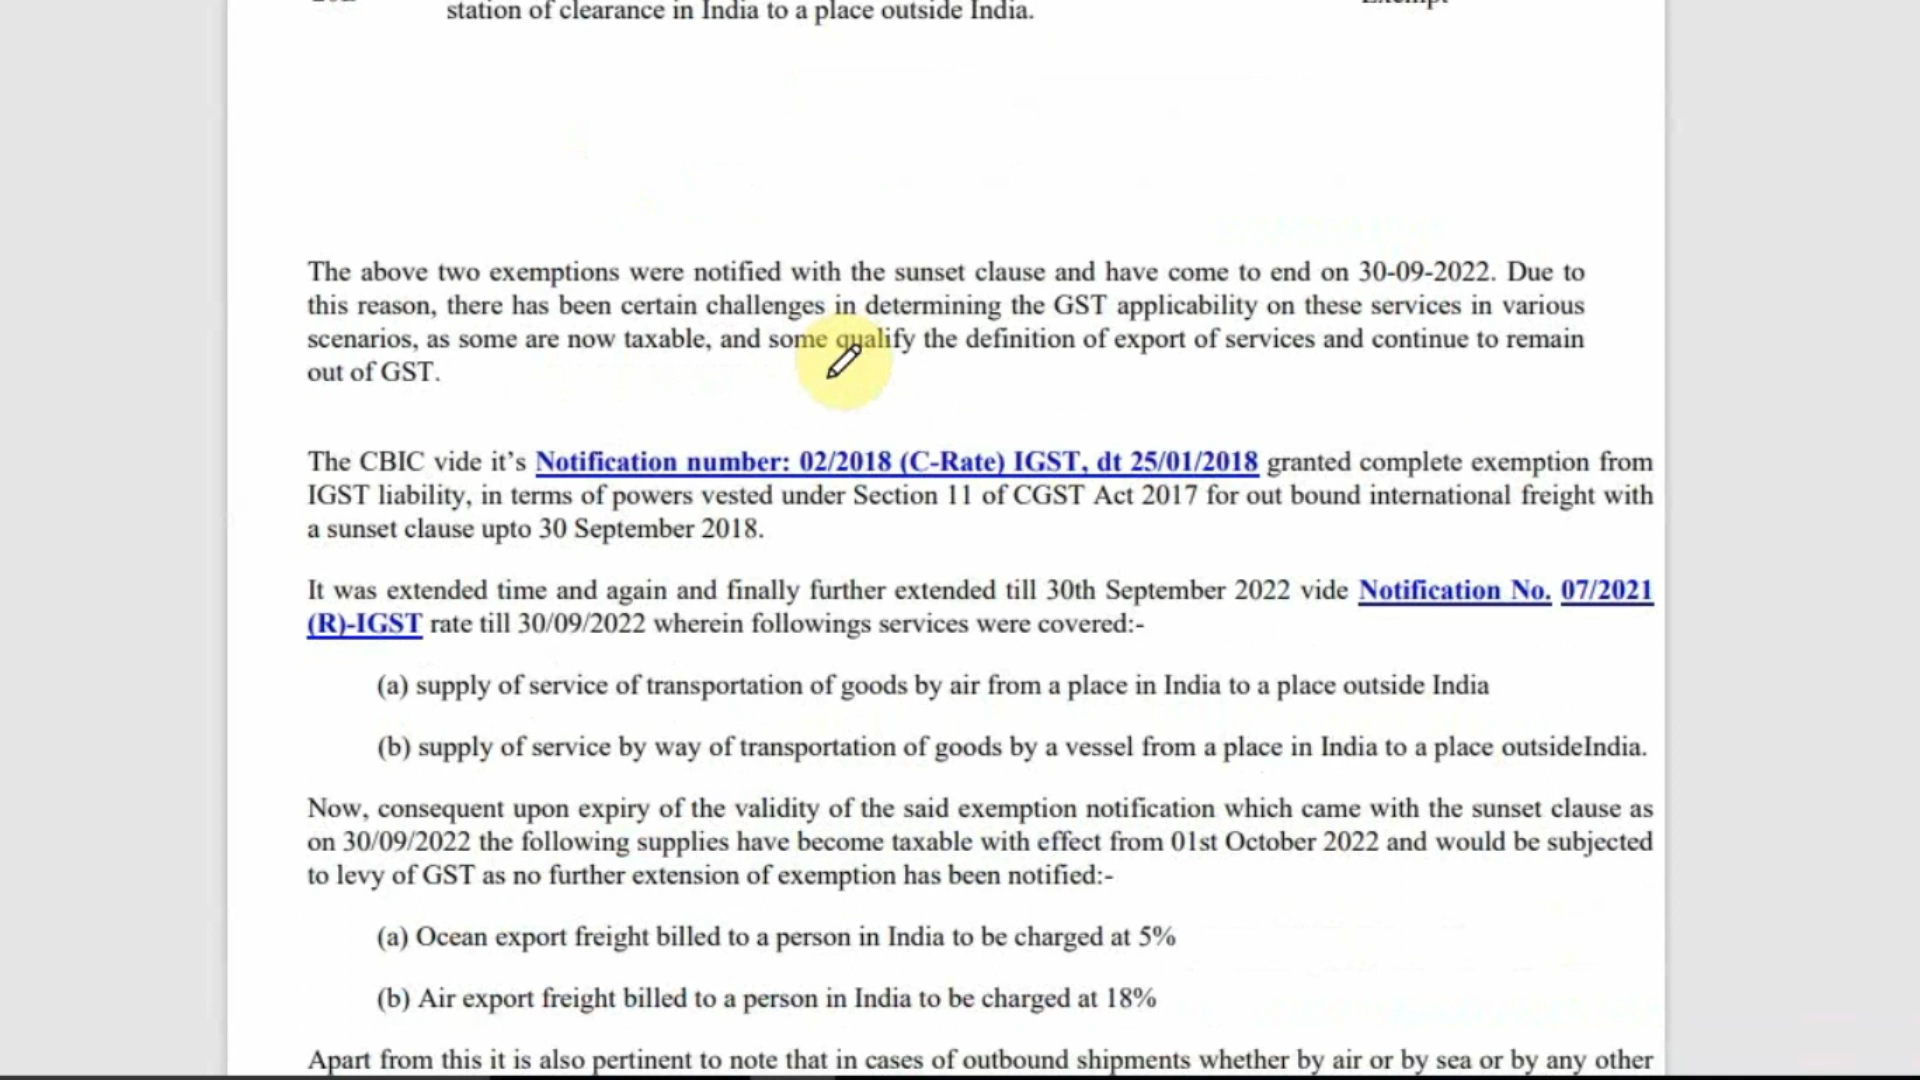 station of clearance in India to a place outside India.
The above two exemptions were notified with the sunset clause and have come to end on 30-09-2022. Due to
this reason, there has been certain challenges in determining the GST applicability on these services in various
scenarios, as some are now taxable, and some qualify the definition of export of services and continue to remain
out of GST.
The CBIC vide it's Notification number: 02/2018 (C-Rate) IGST, dt 25/01/2018 granted complete exemption from
IGST liability, in terms of powers vested under Section 11 of CGST Act 2017 for out bound international freight with
a sunset clause upto 30 September 2018.
It was extended time and again and finally further extended till 30th September 2022 vide Notification No. 07/2021
(R)-IGST rate till 30/09/2022 wherein followings services were covered:-
(a) supply of service of transportation of goods by air from a place in India to a place outside India
(b) supply of service by way of transportation of goods by a vessel from a place in India to a place outsideIndia.
Now, consequent upon expiry of the validity of the said exemption notification which came with the sunset clause as
on 30/09/2022 the following supplies have become taxable with effect from 01st October 2022 and would be subjected
to levy of GST as no further extension of exemption has been notified:-
(a) Ocean export freight billed to a person in India to be charged at 5%
(b) Air export freight billed to a person in India to be charged at 18%
Apart from this it is also pertinent to note that in cases of outbound shipments whether by air or by sea or by any other